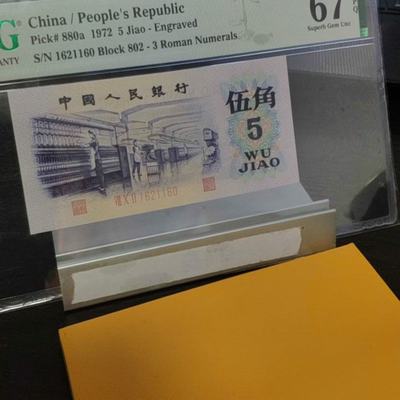 G
ANTY
China / People's Republic
Pick# 880a 1972 5 Jiao - Engraved
S/N 1621160 Block 802 - 3 Roman Numerals
67
Superb Gem Unc
P
Q
中國人民銀行
伍角
5
WU
JIAO
1621160